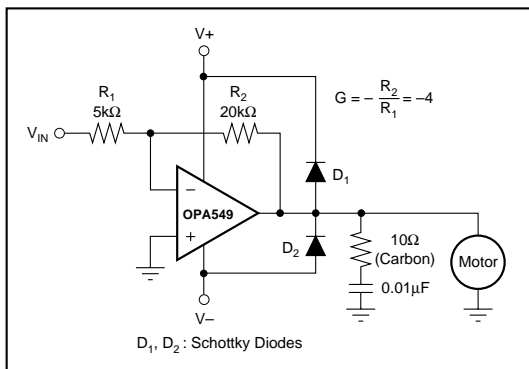 V+
R1
5kΩ
R2
20kΩ
G = – R2/R1 = –4
VIN
D1
–
OPA549
+
D2
10Ω
(Carbon)
Motor
0.01µF
V–
D1, D2 : Schottky Diodes